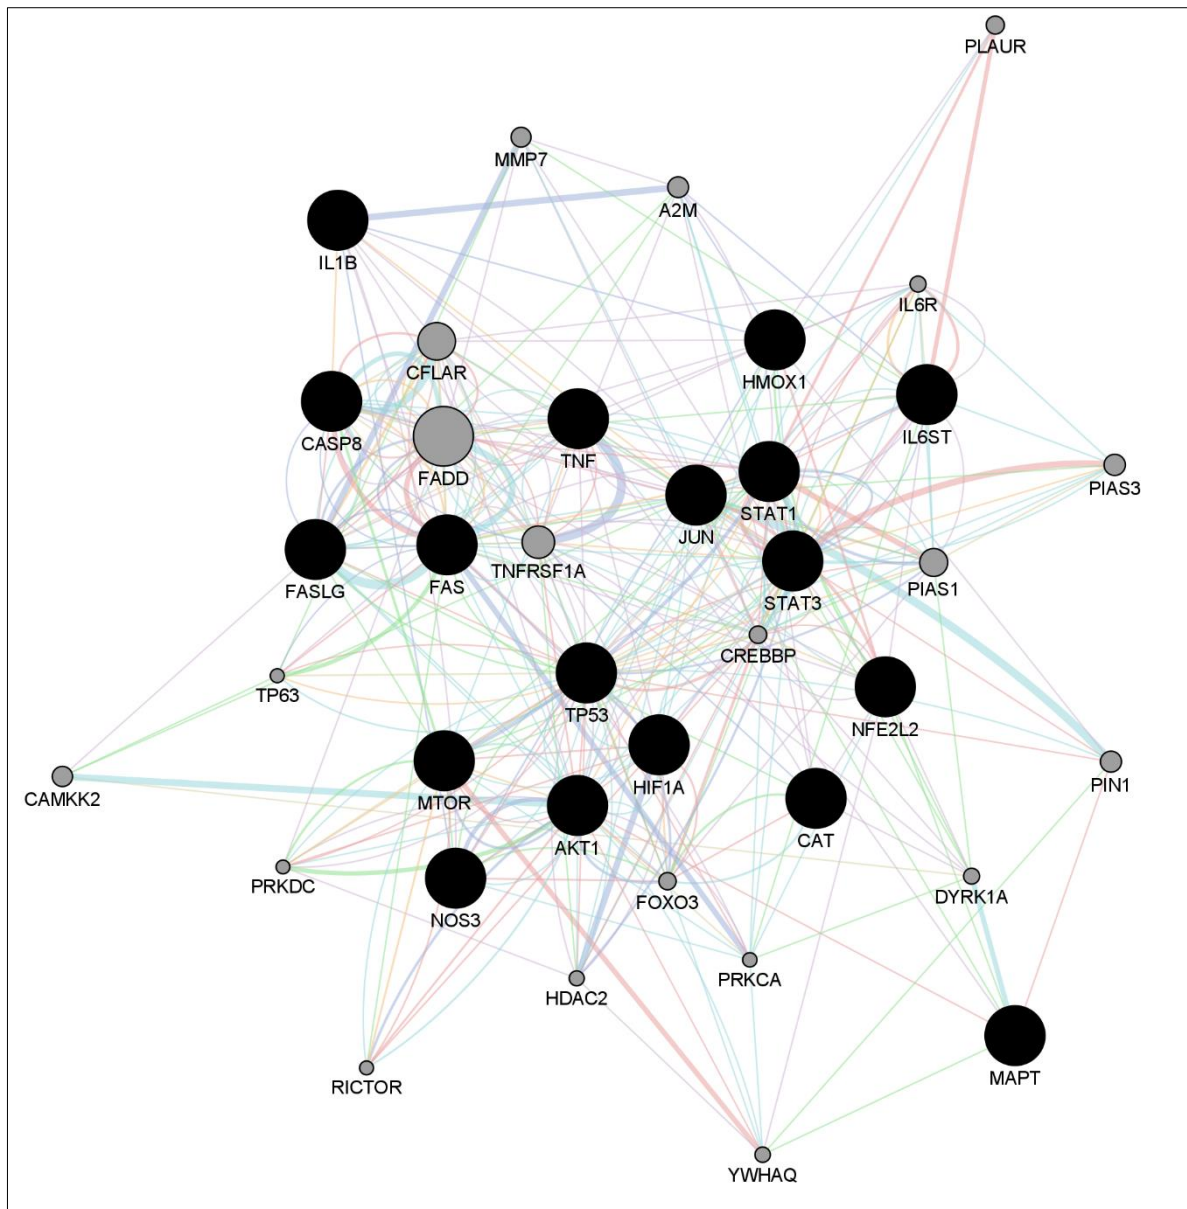 PLAUR
MMP7
A2M
IL1B
IL6R
CFLAR
HMOX1
CASP8
IL6ST
TNF
FADD
PIAS3
STAT1
JUN
TNFRSF1A
FASLG
FAS
PIAS1
STAT3
CREBBP
TP63
TP53
NFE2L2
HIF1A
PIN1
CAMKK2
MTOR
CAT
AKT1
PRKDC
DYRK1A
FOXO3
NOS3
PRKCA
HDAC2
MAPT
RICTOR
YWHAQ